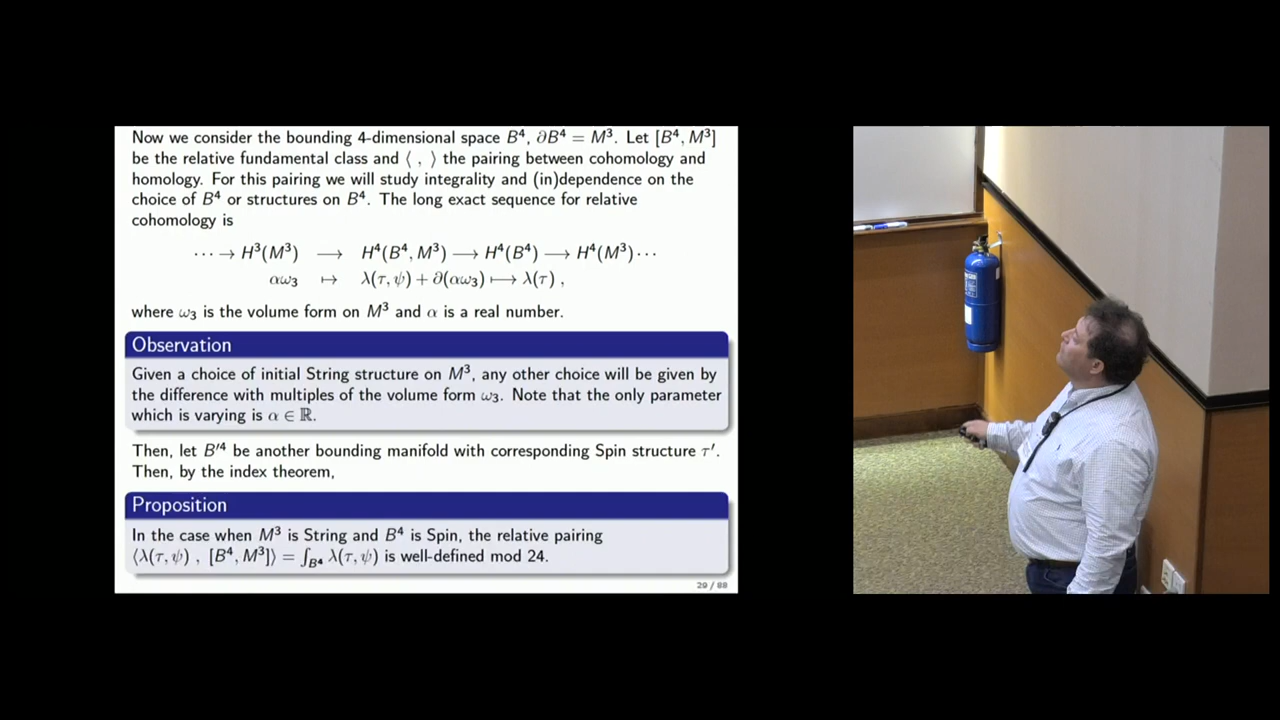 Now we consider the bounding 4-dimensional space B⁴, ∂B⁴ = M³. Let [B⁴, M³]
be the relative fundamental class and ⟨ , ⟩ the pairing between cohomology and
homology. For this pairing we will study integrality and (in)dependence on the
choice of B⁴ or structures on B⁴. The long exact sequence for relative
cohomology is
··· → H³(M³) ⟶ H⁴(B⁴, M³) ⟶ H⁴(B⁴) ⟶ H⁴(M³) ···
αω₃ ↦ λ(τ, ψ) + ∂(αω₃) ⟼ λ(τ) ,
where ω₃ is the volume form on M³ and α is a real number.
Observation
Given a choice of initial String structure on M³, any other choice will be given by
the difference with multiples of the volume form ω₃. Note that the only parameter
which is varying is α ∈ ℝ.
Then, let B′⁴ be another bounding manifold with corresponding Spin structure τ′.
Then, by the index theorem,
Proposition
In the case when M³ is String and B⁴ is Spin, the relative pairing
⟨λ(τ, ψ) , [B⁴, M³]⟩ = ∫_B⁴ λ(τ, ψ) is well-defined mod 24.
29 / 88